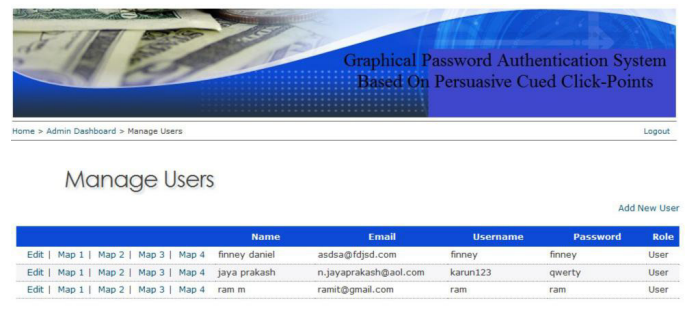 Graphical Password Authentication System
Based On Persuasive Cued Click-Points
Home > Admin Dashboard > Manage Users Logout
Manage Users
Add New User
Name Email Username Password Role
Edit | Map 1 | Map 2 | Map 3 | Map 4 finney daniel asdsa@fdjsd.com finney finney User
Edit | Map 1 | Map 2 | Map 3 | Map 4 jaya prakash n.jayaprakash@aol.com karun123 qwerty User
Edit | Map 1 | Map 2 | Map 3 | Map 4 ram m ramit@gmail.com ram ram User